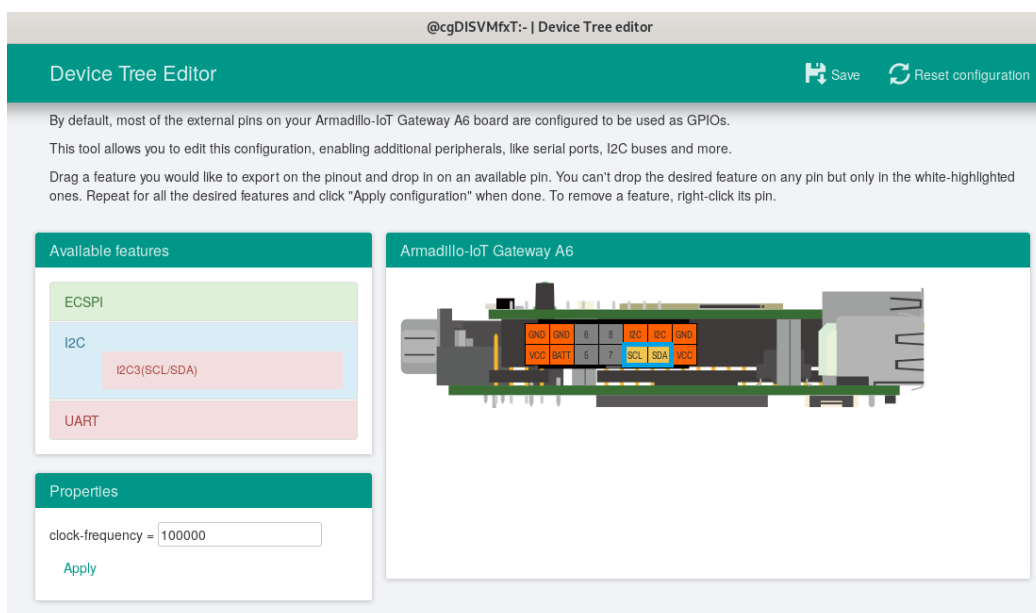 @cgDISVMfxT:~ | Device Tree editor
Device Tree Editor
Save
Reset configuration
By default, most of the external pins on your Armadillo-IoT Gateway A6 board are configured to be used as GPIOs.
This tool allows you to edit this configuration, enabling additional peripherals, like serial ports, I2C buses and more.
Drag a feature you would like to export on the pinout and drop in on an available pin. You can't drop the desired feature on any pin but only in the white-highlighted
ones. Repeat for all the desired features and click "Apply configuration" when done. To remove a feature, right-click its pin.
Available features
ECSPI
I2C
I2C3(SCL/SDA)
UART
Properties
clock-frequency = 100000
Apply
Armadillo-IoT Gateway A6
GND GND 6 8 I2C I2C GND
VCC BATT 5 7 SCL SDA VCC